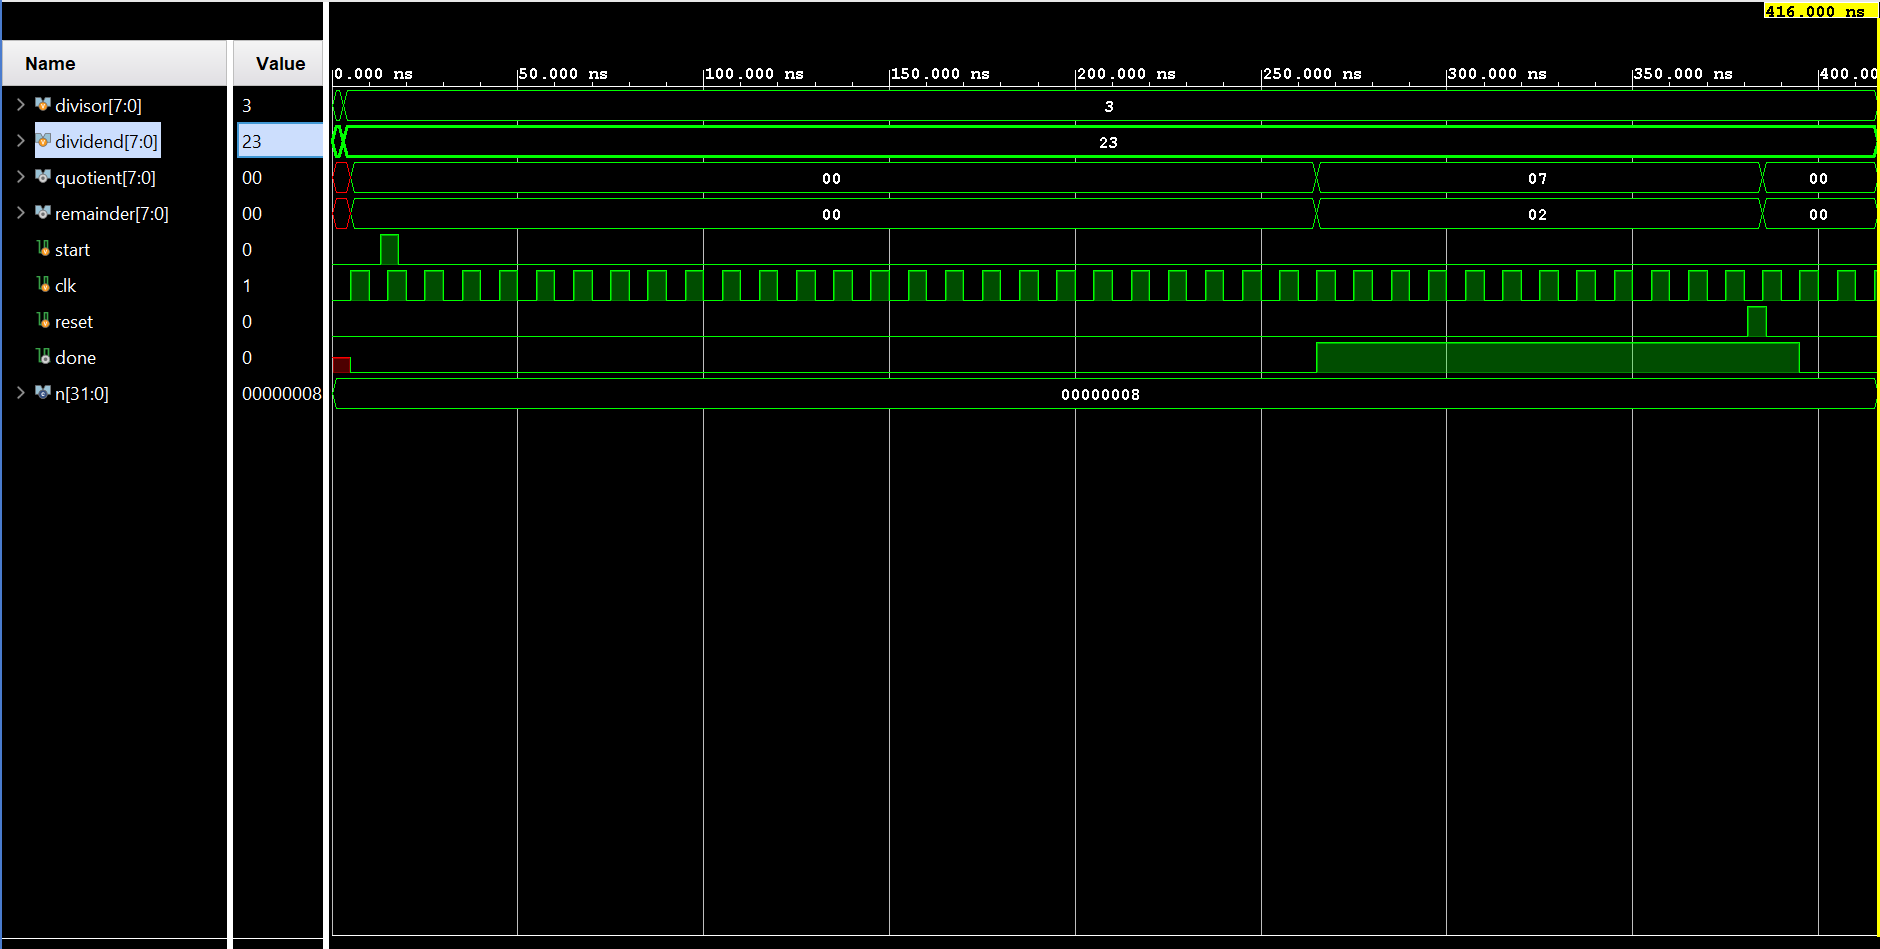 416.000 ns
Name Value 0.000 ns 50.000 ns 100.000 ns 150.000 ns 200.000 ns 250.000 ns 300.000 ns 350.000 ns 400.0
divisor[7:0] 3 3
dividend[7:0] 23 23
quotient[7:0] 00 00 07 00
remainder[7:0] 00 00 02 00
start 0
clk 1
reset 0
done 0
n[31:0] 00000008 00000008